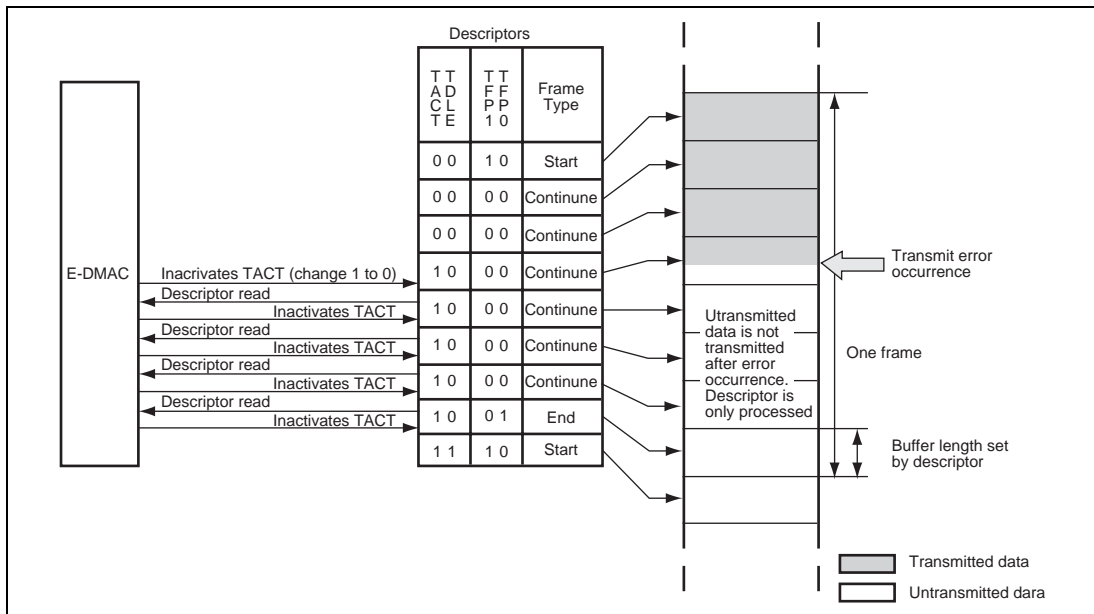 Descriptors
TACT TDLE TFP1 TFP0 Frame Type
0 0 1 0 Start
0 0 0 0 Continune
0 0 0 0 Continune
1 0 0 0 Continune
1 0 0 0 Continune
1 0 0 0 Continune
1 0 0 0 Continune
1 0 0 1 End
1 1 1 0 Start
E-DMAC
Inacrivates TACT (change 1 to 0)
Descriptor read
Inactivates TACT
Descriptor read
Inactivates TACT
Descriptor read
Inactivates TACT
Descriptor read
Inactivates TACT
Transmit error
occurrence
Utransmitted
data is not
transmitted
after error
occurrence.
Descriptor is
only processed
One frame
Buffer length set
by descriptor
Transmitted data
Untransmitted dara